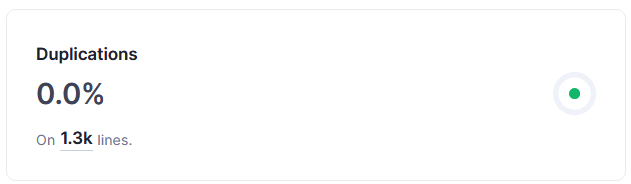 Duplications
0.0%
On 1.3k lines.